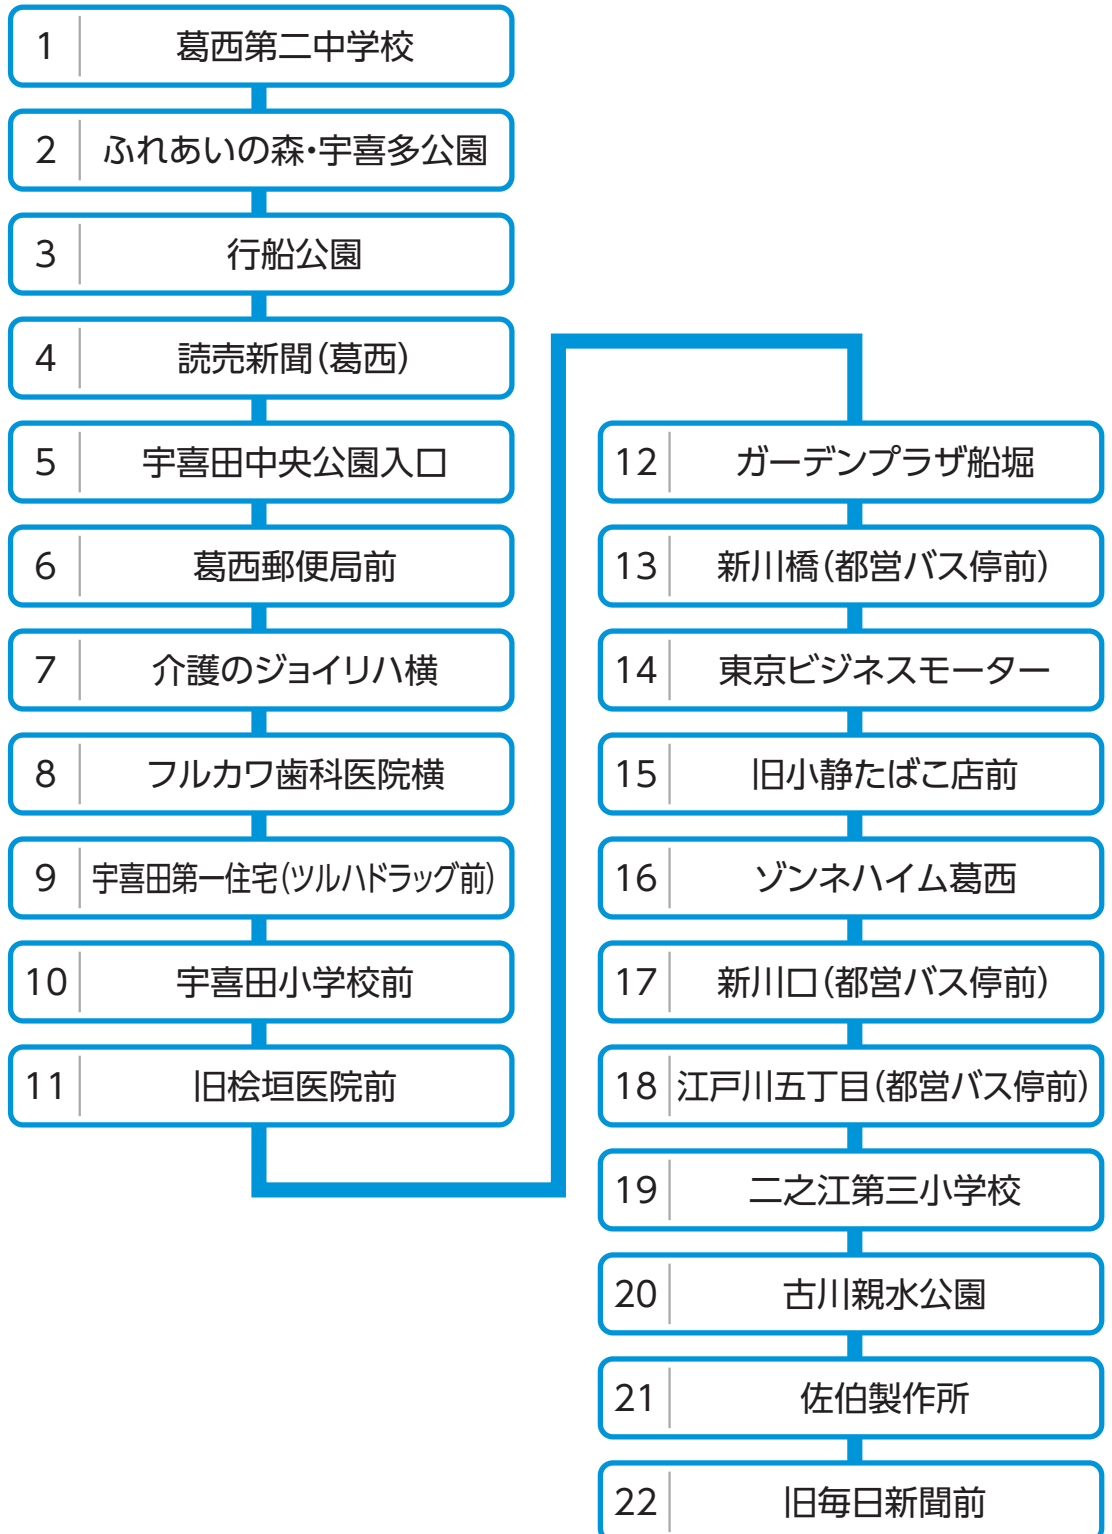 1 葛西第二中学校
2 ふれあいの森・宇喜多公園
3 行船公園
4 読売新聞(葛西)
5 宇喜田中央公園入口
6 葛西郵便局前
7 介護のジョイリハ横
8 フルカワ歯科医院横
9 宇喜田第一住宅(ツルハドラッグ前)
10 宇喜田小学校前
11 旧桧垣医院前
12 ガーデンプラザ船堀
13 新川橋(都営バス停前)
14 東京ビジネスモーター
15 旧小静たばこ店前
16 ゾンネハイム葛西
17 新川口(都営バス停前)
18 江戸川五丁目(都営バス停前)
19 二之江第三小学校
20 古川親水公園
21 佐伯製作所
22 旧毎日新聞前